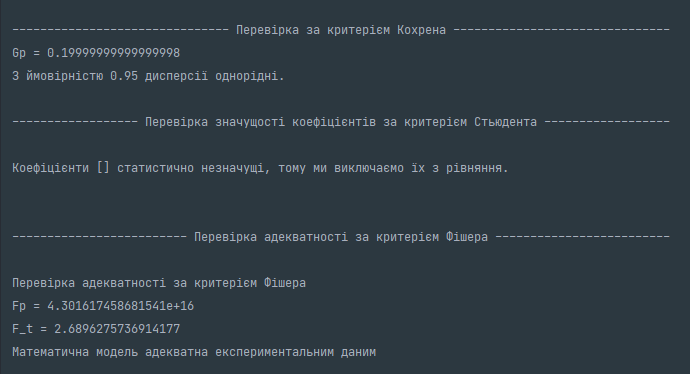 ------------------------------- Перевірка за критерієм Кохрена -------------------------------
Gp = 0.19999999999999998
З ймовірністю 0.95 дисперсії однорідні.
------------------ Перевірка значущості коефіцієнтів за критерієм Стьюдента ------------------
Коефіцієнти [] статистично незначущі, тому ми виключаємо їх з рівняння.
------------------------- Перевірка адекватності за критерієм Фішера -------------------------
Перевірка адекватності за критерієм Фішера
Fp = 4.301617458681541e+16
F_t = 2.6896275736914177
Математична модель адекватна експериментальним даним